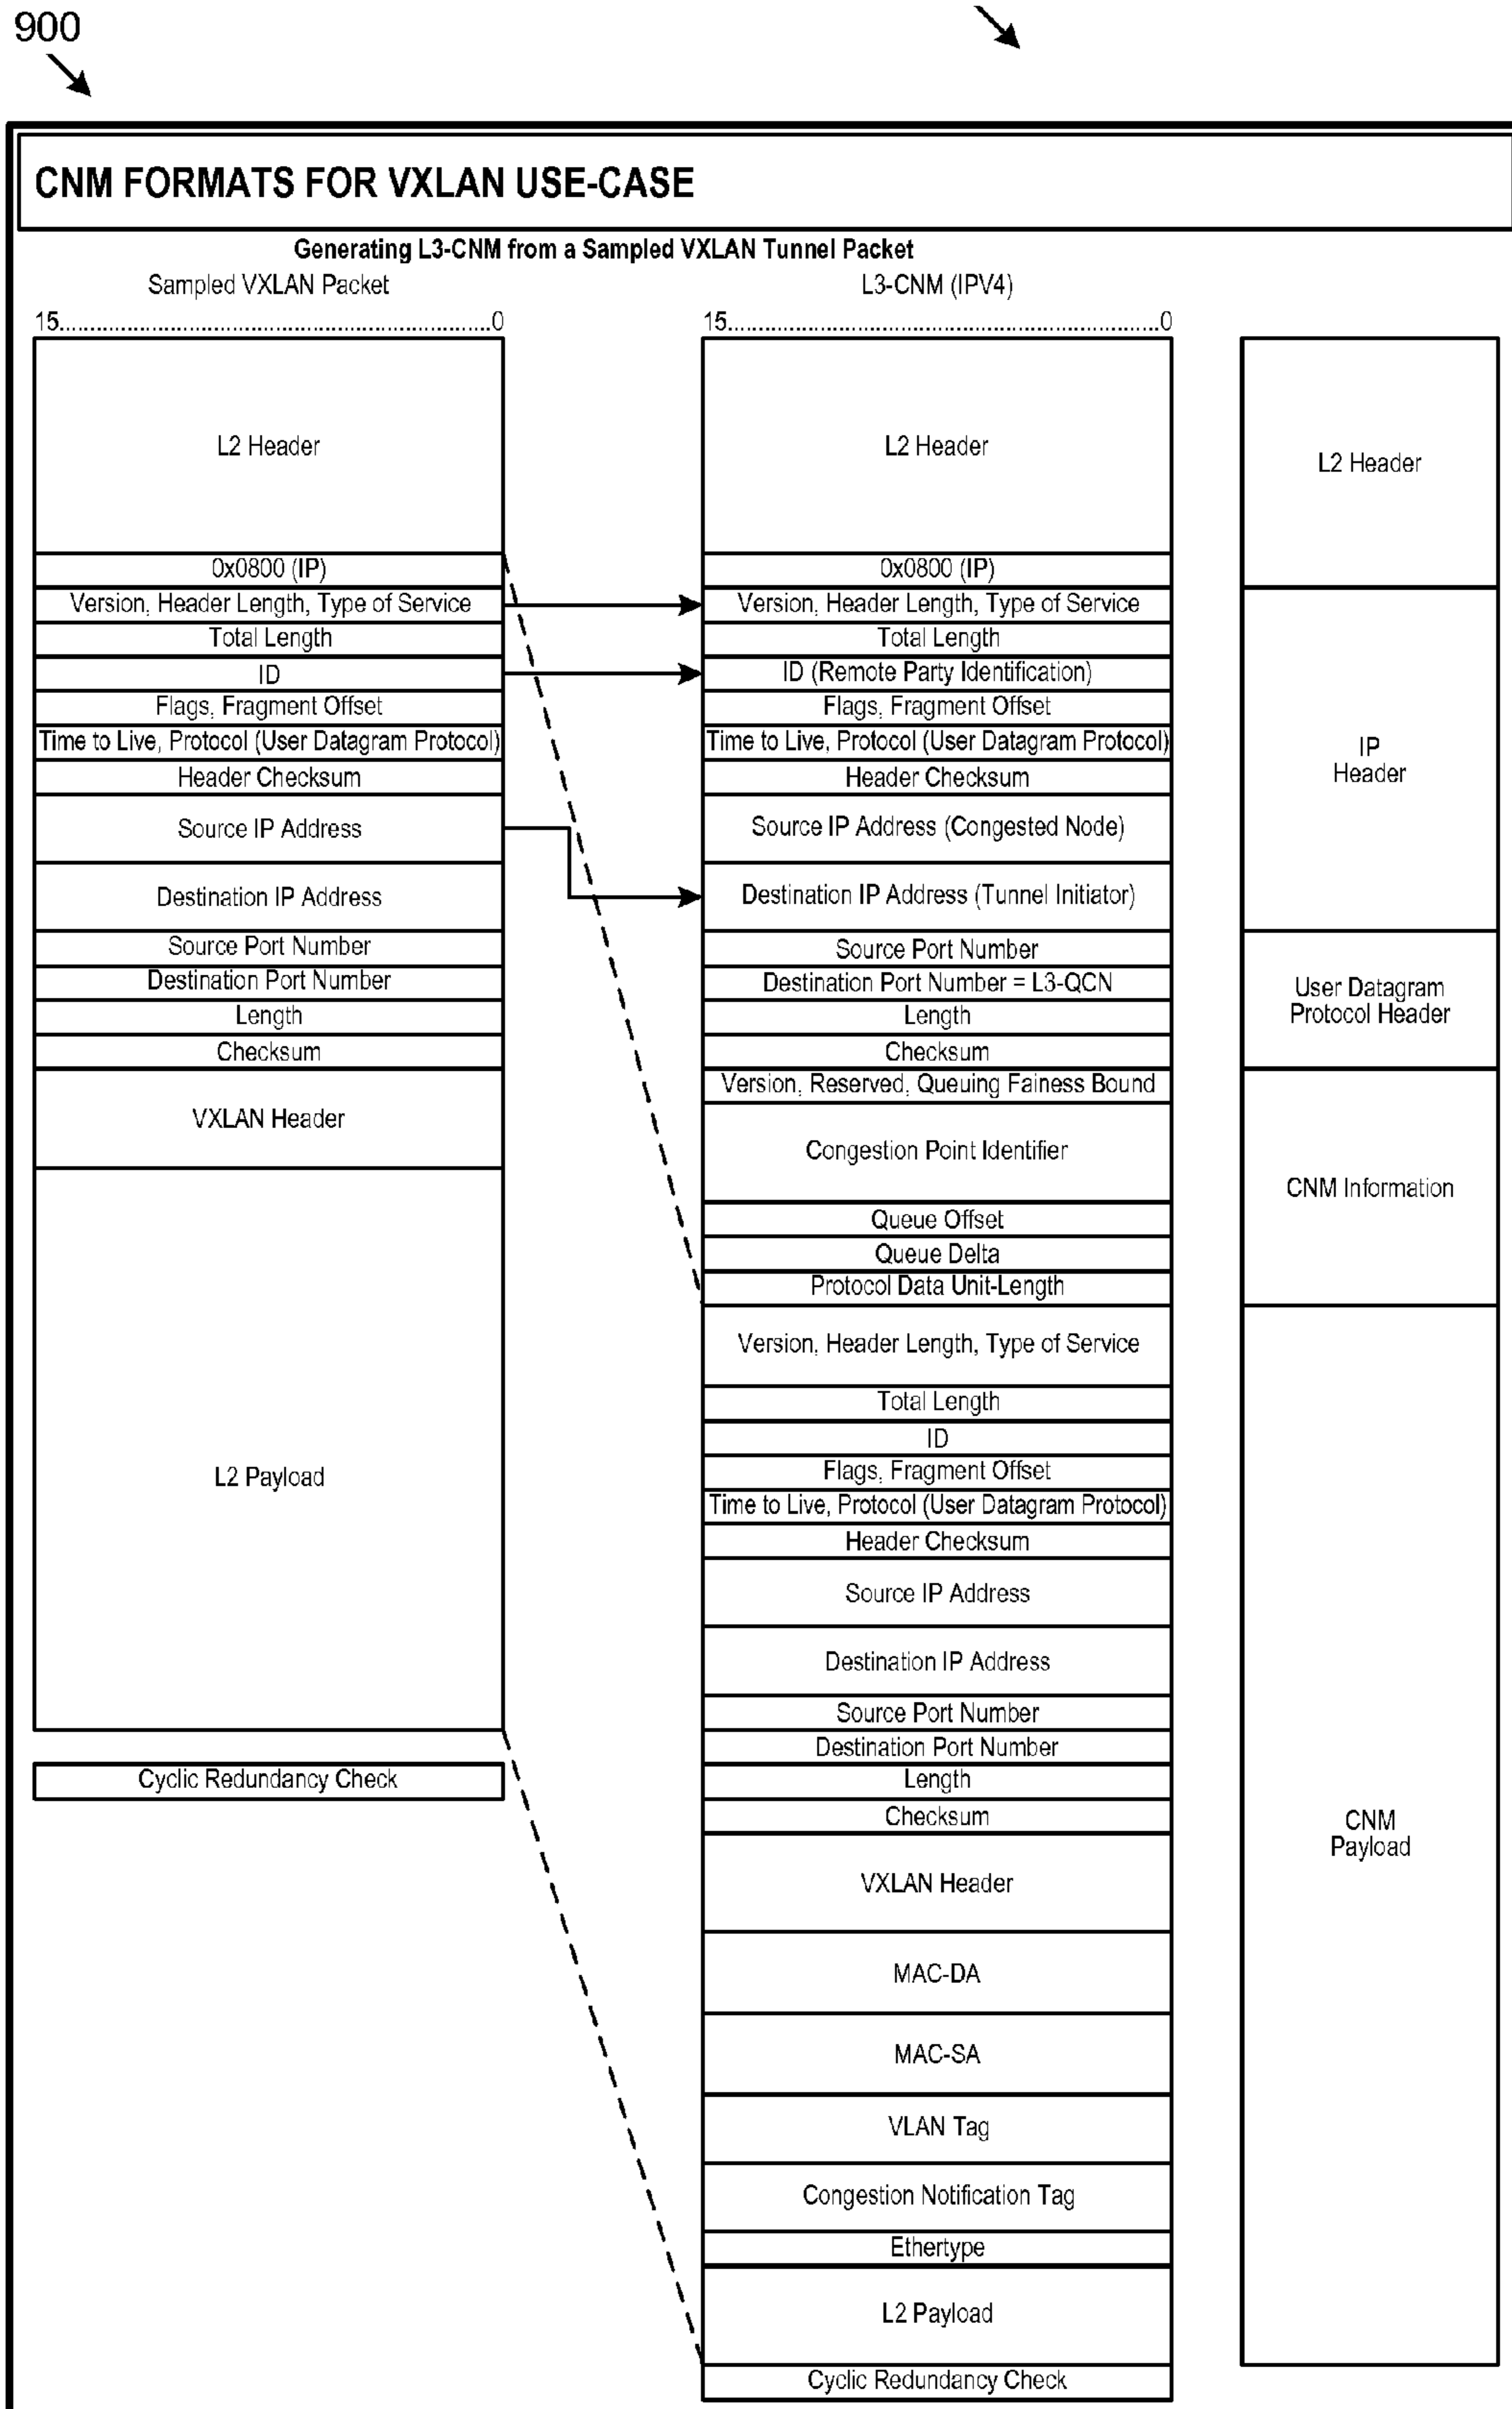 900
CNM FORMATS FOR VXLAN USE-CASE
Generating L3-CNM from a Sampled VXLAN Tunnel Packet
Sampled VXLAN Packet
15........................................................................0
L2 Header
0x0800 (IP)
Version, Header Length, Type of Service
Total Length
ID
Flags, Fragment Offset
Time to Live, Protocol (User Datagram Protocol)
Header Checksum
Source IP Address
Destination IP Address
Source Port Number
Destination Port Number
Length
Checksum
VXLAN Header
L2 Payload
Cyclic Redundancy Check
L3-CNM (IPV4)
15........................................................................0
L2 Header
0x0800 (IP)
Version, Header Length, Type of Service
Total Length
ID (Remote Party Identification)
Flags, Fragment Offset
Time to Live, Protocol (User Datagram Protocol)
Header Checksum
Source IP Address (Congested Node)
Destination IP Address (Tunnel Initiator)
Source Port Number
Destination Port Number = L3-QCN
Length
Checksum
Version, Reserved, Queuing Fainess Bound
Congestion Point Identifier
Queue Offset
Queue Delta
Protocol Data Unit-Length
Version, Header Length, Type of Service
Total Length
ID
Flags, Fragment Offset
Time to Live, Protocol (User Datagram Protocol)
Header Checksum
Source IP Address
Destination IP Address
Source Port Number
Destination Port Number
Length
Checksum
VXLAN Header
MAC-DA
MAC-SA
VLAN Tag
Congestion Notification Tag
Ethertype
L2 Payload
Cyclic Redundancy Check
L2 Header
IP
Header
User Datagram
Protocol Header
CNM Information
CNM
Payload